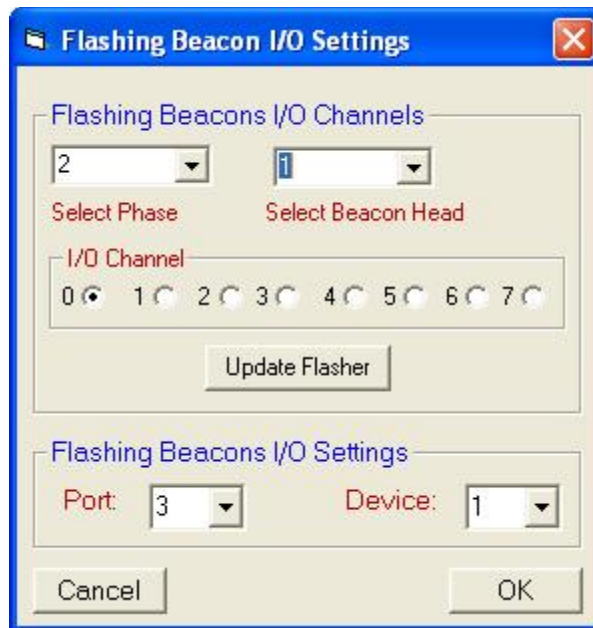 Flashing Beacon I/O Settings
Flashing Beacons I/O Channels
2 1
Select Phase Select Beacon Head
I/O Channel
0 1 2 3 4 5 6 7
Update Flasher
Flashing Beacons I/O Settings
Port: 3 Device: 1
Cancel OK